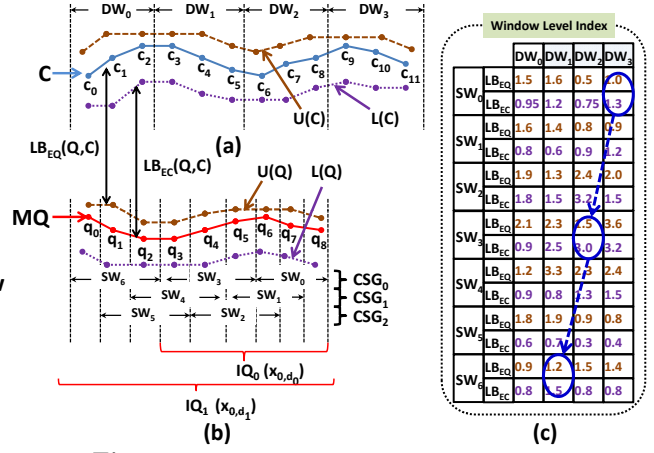 DW0 DW1 DW2 DW3
C
c0 c1 c2 c3 c4 c5 c6 c7 c8 c9 c10 c11
U(C) L(C)
(a)
LBEQ(Q,C)
LBEC(Q,C)
U(Q) L(Q)
MQ
q0 q1 q2 q3 q4 q5 q6 q7 q8
SW6 SW3 SW0 CSG0
SW4 SW1 CSG1
SW5 SW2 CSG2
IQ0 (x0,d0)
IQ1 (x0,d1)
(b)
Window Level Index
DW0 DW1 DW2 DW3
SW0 LBEQ 1.5 1.6 0.5 1.0
LBEC 0.95 1.2 0.75 1.3
SW1 LBEQ 1.6 1.4 0.8 0.9
LBEC 0.8 0.6 0.9 1.2
SW2 LBEQ 1.9 1.3 2.4 2.0
LBEC 1.8 1.5 3.2 1.5
SW3 LBEQ 2.1 2.3 3.6
LBEC 0.9 2.5 3.0 3.2
SW4 LBEQ 1.2 3.3 2.4
LBEC 0.9 0.8 1.3 1.5
SW5 LBEQ 1.8 1.9 0.9 0.8
LBEC 0.6 0.7 0.3 0.4
SW6 LBEQ 0.9 1.2 1.5 1.4
LBEC 0.8 1.5 0.8 0.8
(c)